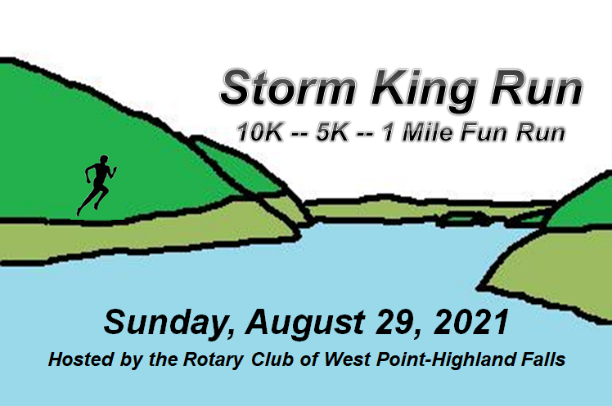 Storm King Run
10K -- 5K -- 1 Mile Fun Run
Sunday, August 29, 2021
Hosted by the Rotary Club of West Point-Highland Falls